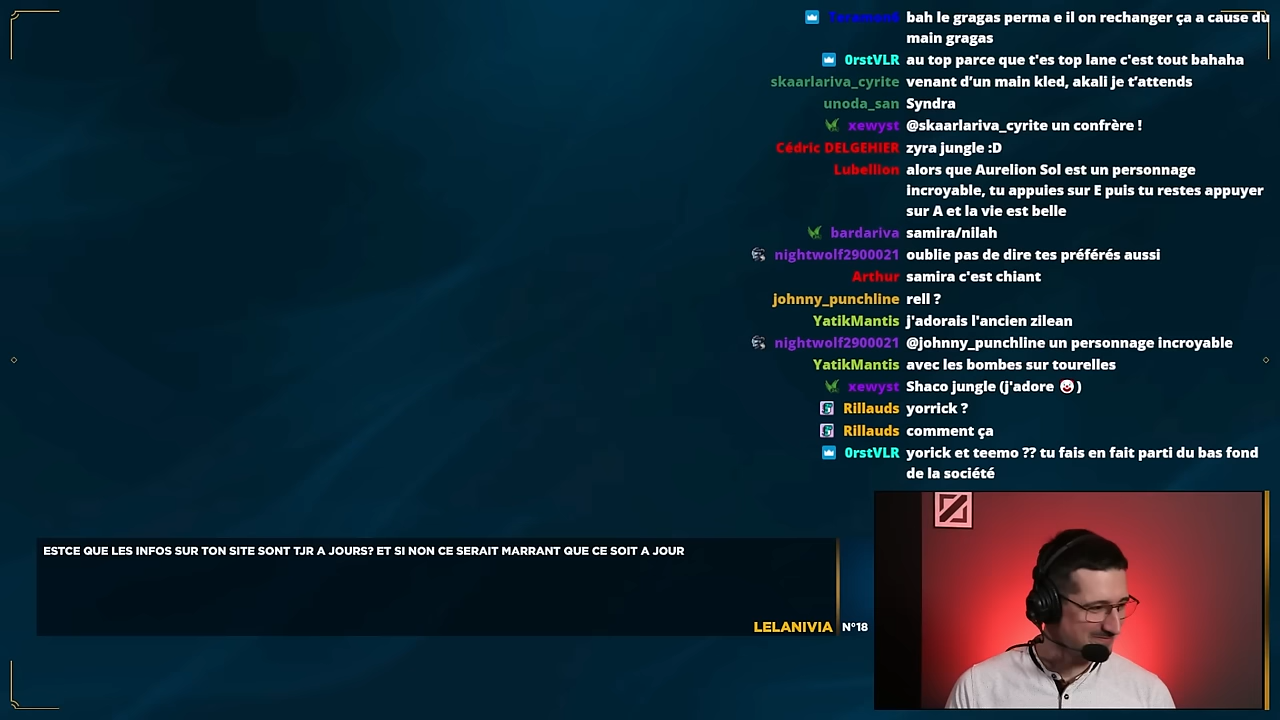 bah le gragas perma e il on rechanger ça a cause du
main gragas
0rstVLR au top parce que t'es top lane c'est tout bahaha
skaarlariva_cyrite venant d'un main kled, akali je t'attends
unoda_san Syndra
xewyst @skaarlariva_cyrite un confrère !
Cédric DELGEHIER zyra jungle :D
Lubellion alors que Aurelion Sol est un personnage
incroyable, tu appuies sur E puis tu restes appuyer
sur A et la vie est belle
bardariva samira/nilah
nightwolf2900021 oublie pas de dire tes préférés aussi
Arthur samira c'est chiant
johnny_punchline rell ?
YatikMantis j'adorais l'ancien zilean
nightwolf2900021 @johnny_punchline un personnage incroyable
YatikMantis avec les bombes sur tourelles
xewyst Shaco jungle (j'adore 🤡)
Rillauds yorrick ?
Rillauds comment ça
0rstVLR yorick et teemo ?? tu fais en fait parti du bas fond
de la société
ESTCE QUE LES INFOS SUR TON SITE SONT TJR A JOURS? ET SI NON CE SERAIT MARRANT QUE CE SOIT A JOUR
LELANIVIA N°18